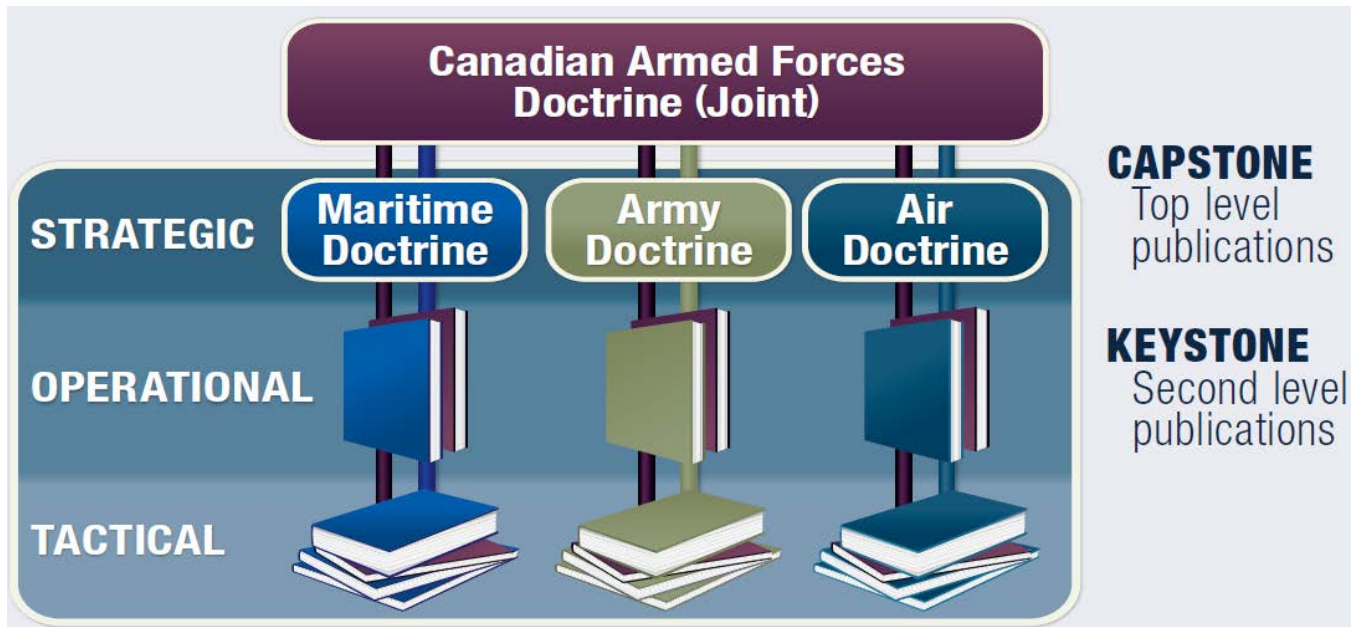 Canadian Armed Forces
Doctrine (Joint)
STRATEGIC
Maritime
Doctrine
Army
Doctrine
Air
Doctrine
CAPSTONE
Top level
publications
OPERATIONAL
KEYSTONE
Second level
publications
TACTICAL